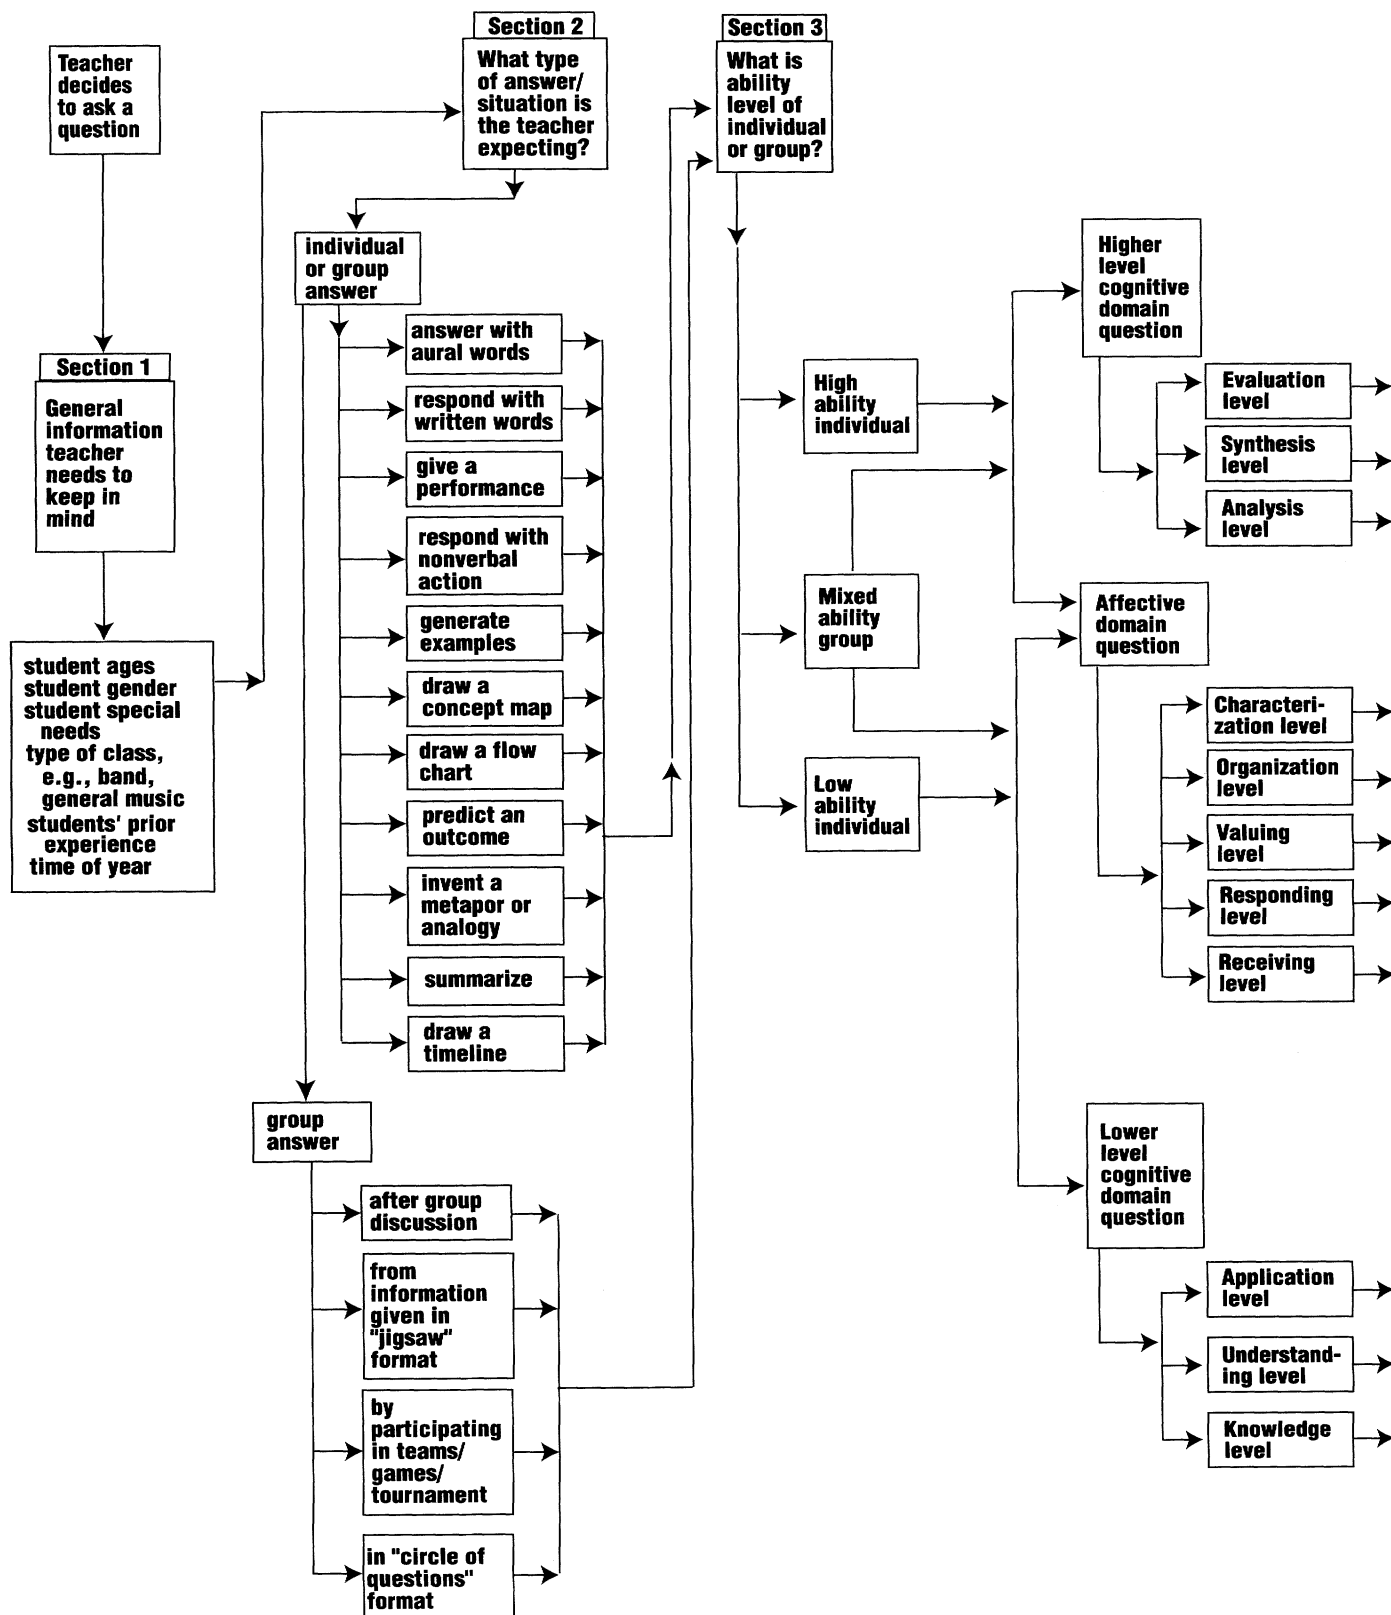 Teacher
decides
to ask a
question
Section 1
General
information
teacher
needs to
keep in
mind
student ages
student gender
student special
needs
type of class,
e.g., band,
general music
students' prior
experience
time of year
Section 2
What type
of answer/
situation is
the teacher
expecting?
individual
or group
answer
answer with
aural words
respond with
written words
give a
performance
respond with
nonverbal
action
generate
examples
draw a
concept map
draw a flow
chart
predict an
outcome
invent a
metapor or
analogy
summarize
draw a
timeline
group
answer
after group
discussion
from
information
given in
"jigsaw"
format
by
participating
in teams/
games/
tournament
in "circle of
questions"
format
Section 3
What is
ability
level of
individual
or group?
High
ability
individual
Mixed
ability
group
Low
ability
individual
Higher
level
cognitive
domain
question
Evaluation
level
Synthesis
level
Analysis
level
Affective
domain
question
Characteri-
zation level
Organization
level
Valuing
level
Responding
level
Receiving
level
Lower
level
cognitive
domain
question
Application
level
Understand-
ing level
Knowledge
level